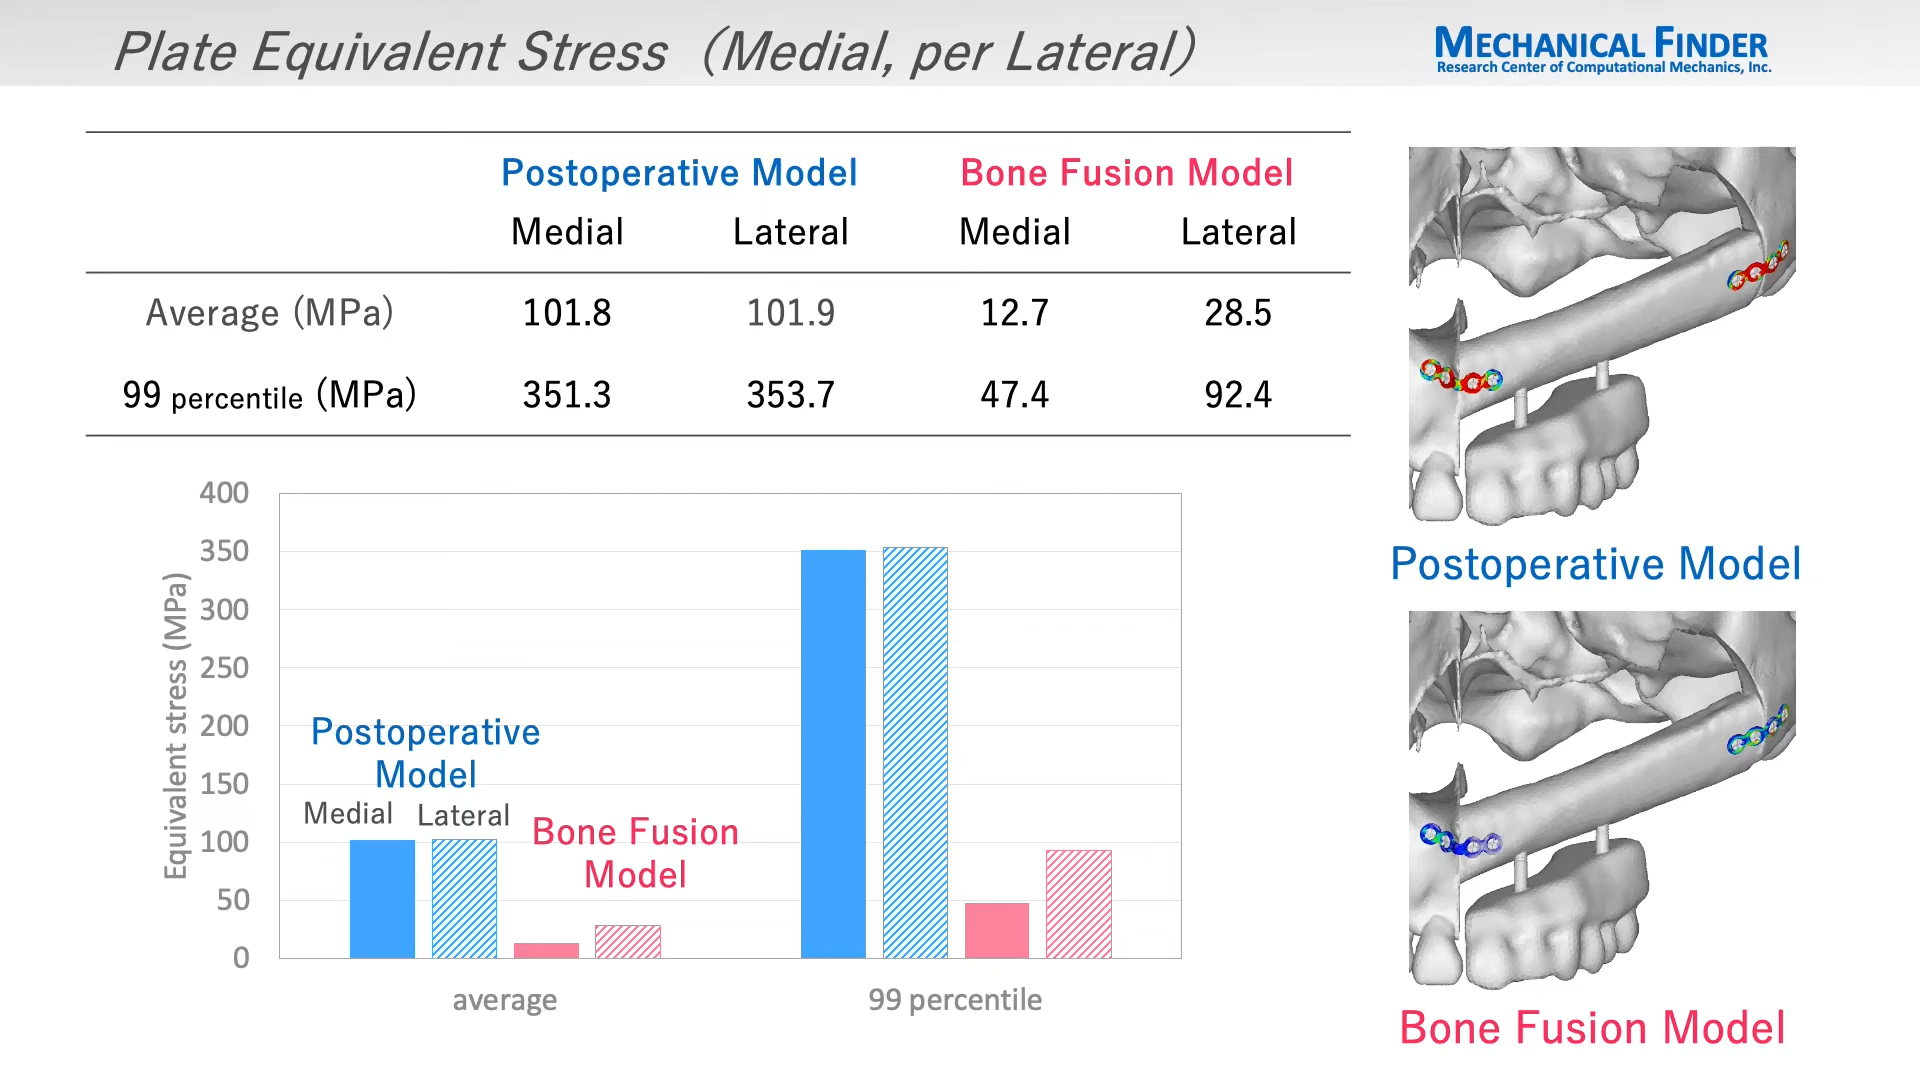 Plate Equivalent Stress (Medial, per Lateral)
MECHANICAL FINDER
Research Center of Computational Mechanics, Inc.
Postoperative Model Bone Fusion Model
Medial Lateral Medial Lateral
Average (MPa) 101.8 101.9 12.7 28.5
99 percentile (MPa) 351.3 353.7 47.4 92.4
Equivalent stress (MPa)
400
350
300
250
200
150
100
50
0
Postoperative
Model
Medial Lateral
Bone Fusion
Model
average 99 percentile
Postoperative Model
Bone Fusion Model